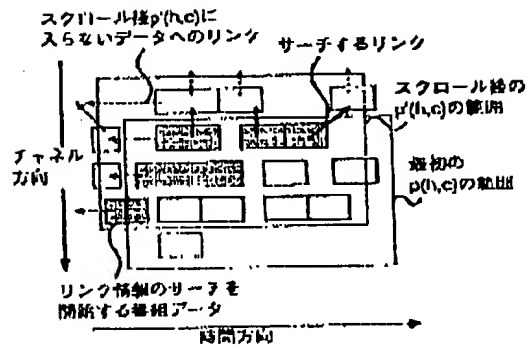 スクロール後p'(h,c)に
入らないデータへのリンク
サーチするリンク
スクロール後の
p'(h,c)の範囲
チャネル
方向
最初の
p(h,c)の範囲
リンク情報のサーチを
開始する番組データ
時間方向